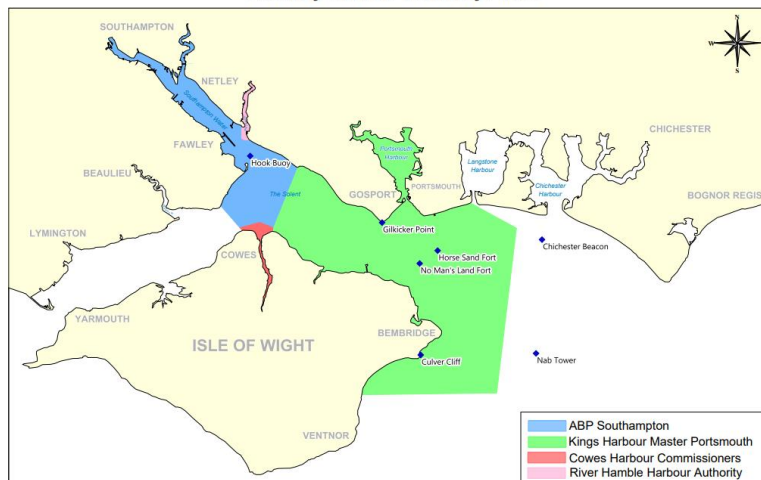 SOUTHAMPTON
NETLEY
Southampton Water
FAWLEY
Hook Buoy
BEAULIEU
The Solent
LYMINGTON
COWES
YARMOUTH
ISLE OF WIGHT
VENTNOR
BEMBRIDGE
Culver Cliff
GOSPORT
Gilkicker Point
Portsmouth
Harbour
PORTSMOUTH
Horse Sand Fort
No Man's Land Fort
Langstone
Harbour
Chichester
Harbour
CHICHESTER
BOGNOR REGIS
Chichester Beacon
Nab Tower
N
W
E
S
ABP Southampton
Kings Harbour Master Portsmouth
Cowes Harbour Commissioners
River Hamble Harbour Authority